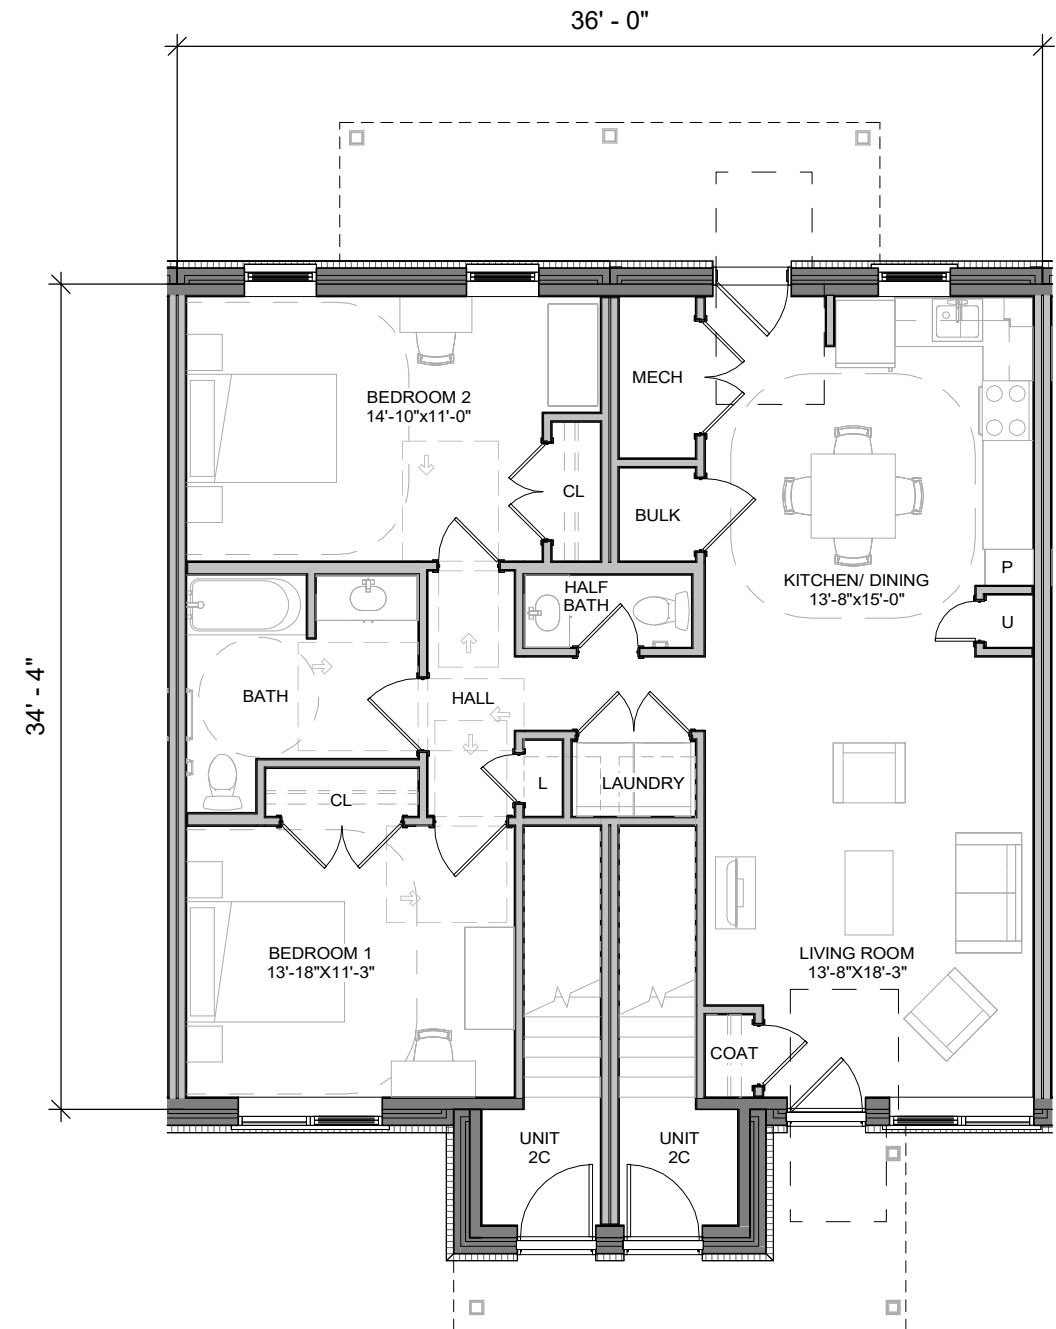 36' - 0"
34' - 4"
MECH
BEDROOM 2
14'-10"x11'-0"
CL
BULK
P
KITCHEN/ DINING
13'-8"x15'-0"
HALF
BATH
U
BATH
HALL
L
LAUNDRY
CL
BEDROOM 1
13'-18"X11'-3"
LIVING ROOM
13'-8"X18'-3"
COAT
UNIT
2C
UNIT
2C